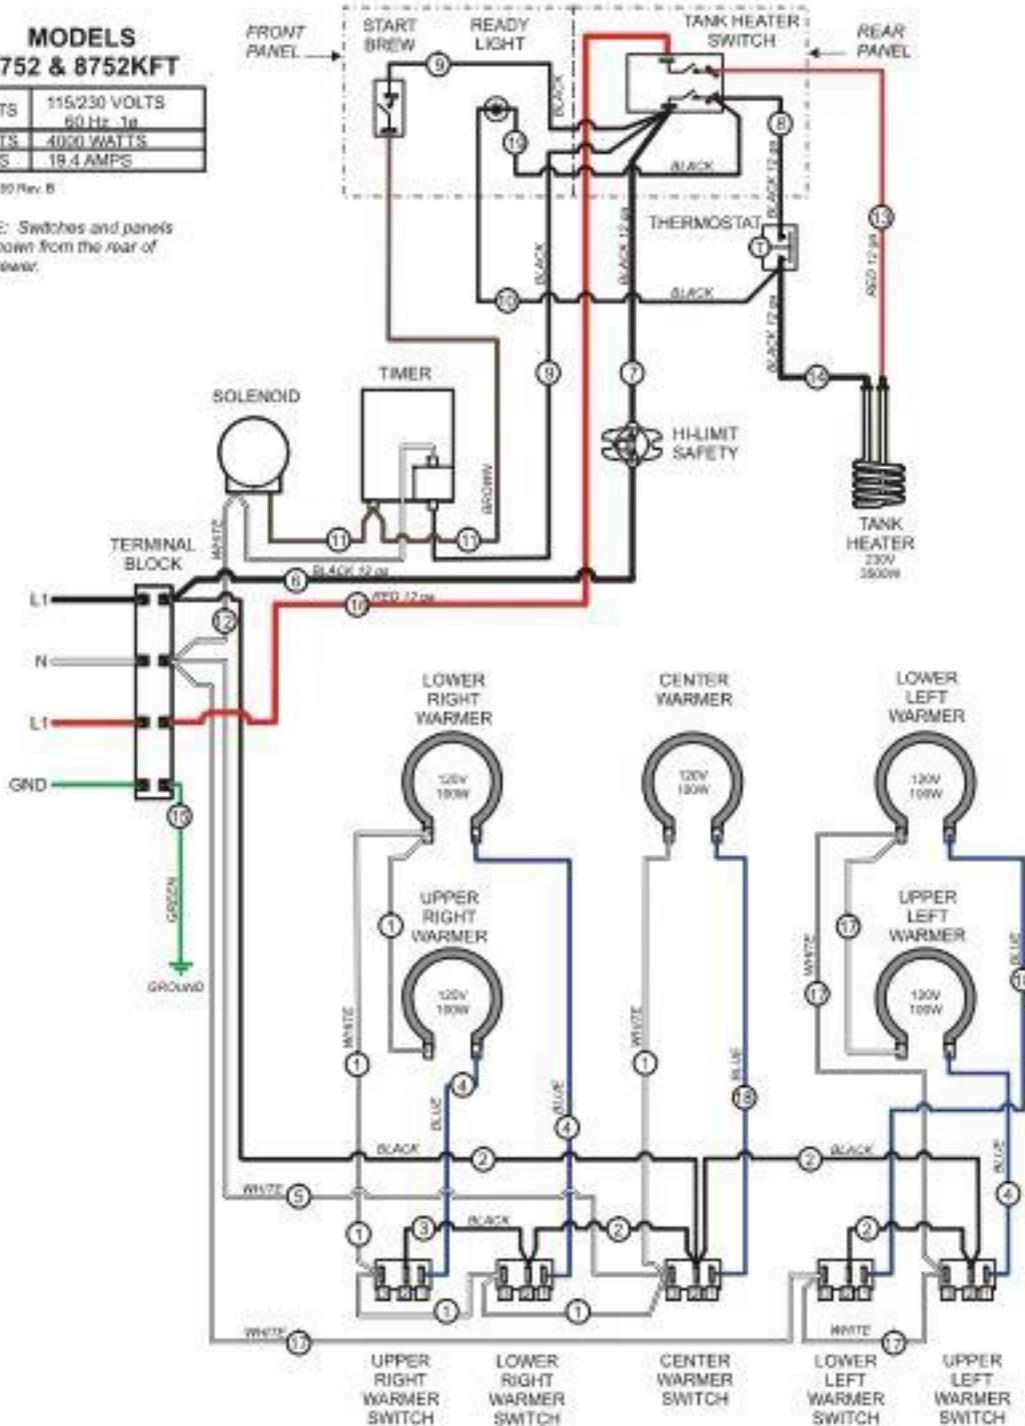 MODELS
752 & 8752KFT
TS 115/230 VOLTS
60 Hz 1ø
TS 4000 WATTS
S 19.4 AMPS
00 Rev. B
E: Switches and panels
hown from the rear of
rewer.
FRONT
PANEL
START
BREW
READY
LIGHT
TANK HEATER
SWITCH
REAR
PANEL
9
BLACK
19
8
BLACK
BLACK 12 ga
THERMOSTAT
T
13
RED 12 ga
BLACK
BLACK 12 ga
10
BLACK
BLACK 12 ga
TIMER
9
7
14
SOLENOID
HI-LIMIT
SAFETY
BROWN
WHITE
11
11
TANK
HEATER
230V
3500W
TERMINAL
BLOCK
6
BLACK 12 ga
L1
16
RED 12 ga
12
N
L1
GND
15
GREEN
GROUND
LOWER
RIGHT
WARMER
CENTER
WARMER
LOWER
LEFT
WARMER
120V
100W
120V
100W
120V
100W
UPPER
RIGHT
WARMER
UPPER
LEFT
WARMER
1
17
WHITE
17
BLUE
120V
100W
120V
100W
WHITE
WHITE
1
4
1
BLUE
BLUE
4
BLUE
18
BLACK
2
2
BLACK
BLUE
4
WHITE
5
1
3
BLACK
2
2
1
1
WHITE
17
WHITE
17
UPPER
RIGHT
WARMER
SWITCH
LOWER
RIGHT
WARMER
SWITCH
CENTER
WARMER
SWITCH
LOWER
LEFT
WARMER
SWITCH
UPPER
LEFT
WARMER
SWITCH